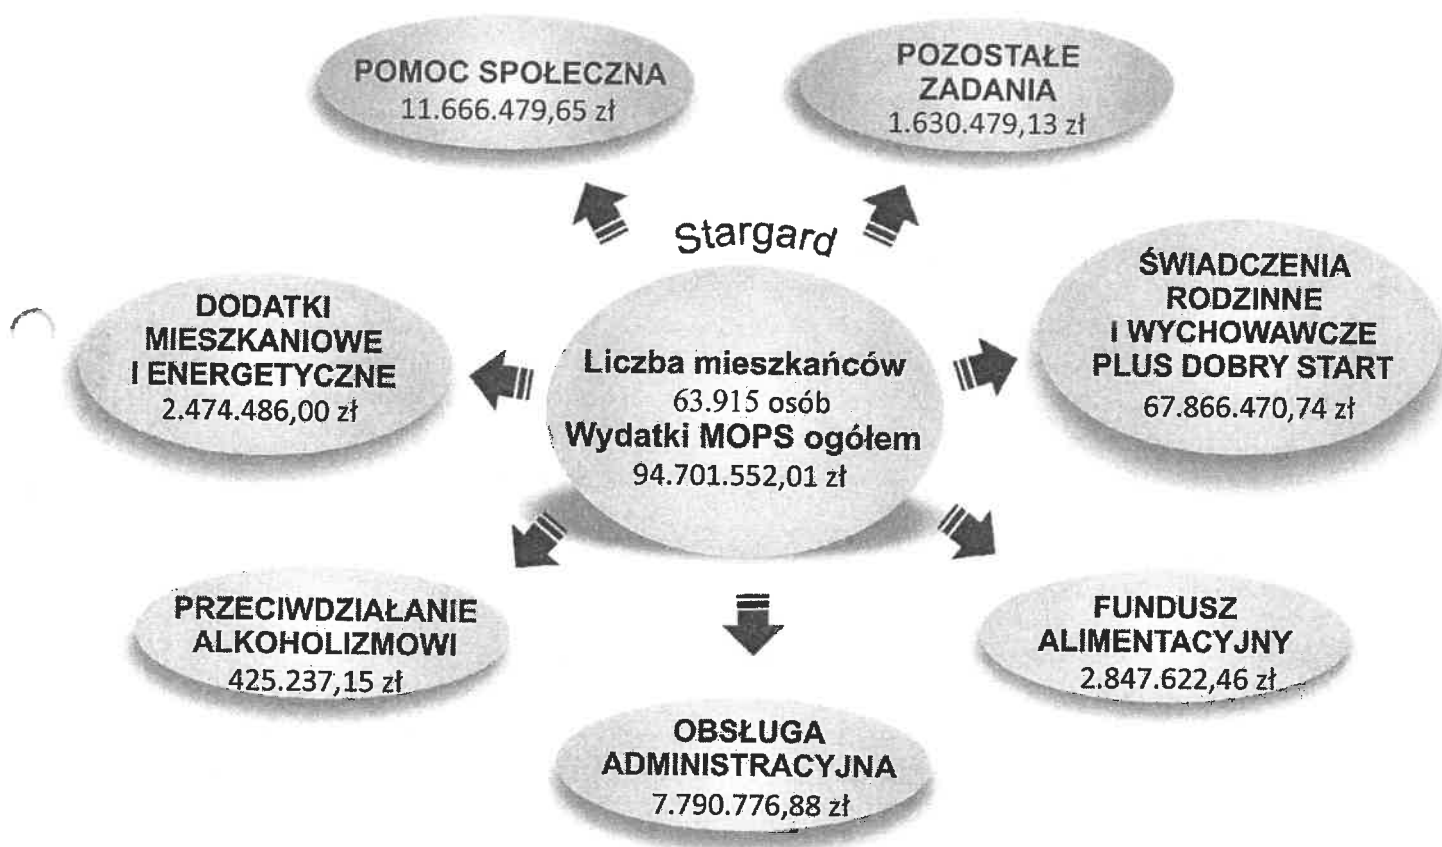 POMOC SPOŁECZNA
11.666.479,65 zł
POZOSTAŁE
ZADANIA
1.630.479,13 zł
Stargard
DODATKI
MIESZKANIOWE
I ENERGETYCZNE
2.474.486,00 zł
Liczba mieszkańców
63.915 osób
Wydatki MOPS ogółem
94.701.552,01 zł
ŚWIADCZENIA
RODZINNE
I WYCHOWAWCZE
PLUS DOBRY START
67.866.470,74 zł
PRZECIWDZIAŁANIE
ALKOHOLIZMOWI
425.237,15 zł
FUNDUSZ
ALIMENTACYJNY
2.847.622,46 zł
OBSŁUGA
ADMINISTRACYJNA
7.790.776,88 zł